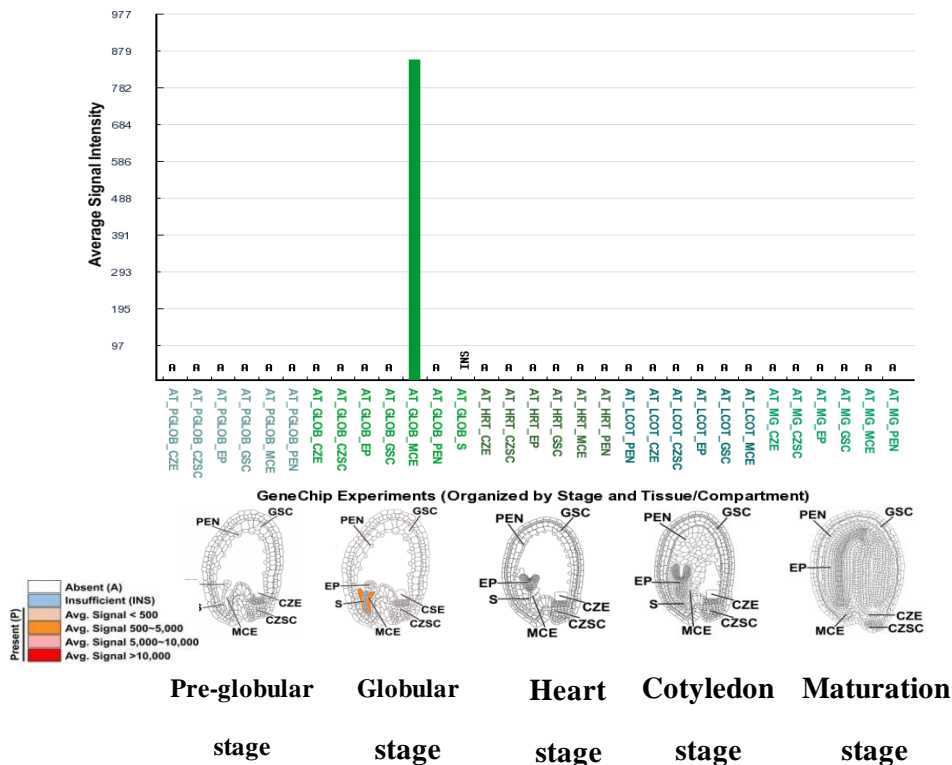 977
879
782
684
586
488
391
293
195
97
Average Signal Intensity
A A A A A A A A A A A INS A A A A A A A A A A A A A A A A A A
AT_PGLOB_CZE
AT_PGLOB_CZSC
AT_PGLOB_EP
AT_PGLOB_GSC
AT_PGLOB_MCE
AT_PGLOB_PEN
AT_GLOB_CZE
AT_GLOB_CZSC
AT_GLOB_EP
AT_GLOB_GSC
AT_GLOB_MCE
AT_GLOB_PEN
AT_GLOB_S
AT_HRT_CZE
AT_HRT_CZSC
AT_HRT_EP
AT_HRT_GSC
AT_HRT_MCE
AT_HRT_PEN
AT_LCOT_PEN
AT_LCOT_CZE
AT_LCOT_CZSC
AT_LCOT_EP
AT_LCOT_GSC
AT_LCOT_MCE
AT_MG_CZE
AT_MG_CZSC
AT_MG_EP
AT_MG_GSC
AT_MG_MCE
AT_MG_PEN
GeneChip Experiments (Organized by Stage and Tissue/Compartment)
PEN
GSC
CZE
MCE
PEN
GSC
EP
S
MCE
CSE
CZSC
PEN
GSC
EP
S
MCE
CZE
CZSC
PEN
GSC
EP
S
MCE
CZE
CZSC
PEN
GSC
EP
MCE
CZE
CZSC
Absent (A)
Insufficient (INS)
Avg. Signal < 500
Avg. Signal 500~5,000
Avg. Signal 5,000~10,000
Avg. Signal >10,000
Present (P)
Pre-globular
stage
Globular
stage
Heart
stage
Cotyledon
stage
Maturation
stage